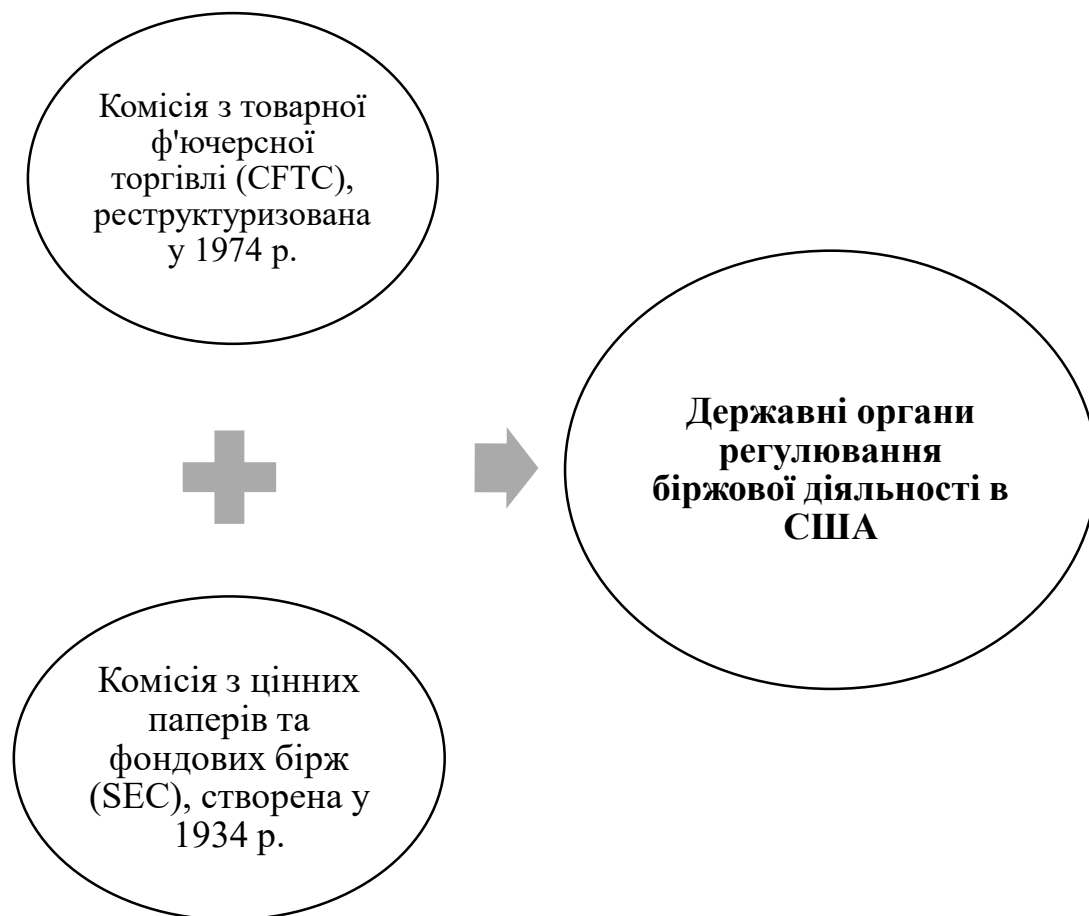 Комісія з товарної
ф'ючерсної
торгівлі (CFTC),
реструктуризована
у 1974 р.
Державні органи
регулювання
біржової діяльності в
США
Комісія з цінних
паперів та
фондових бірж
(SEC), створена у
1934 р.